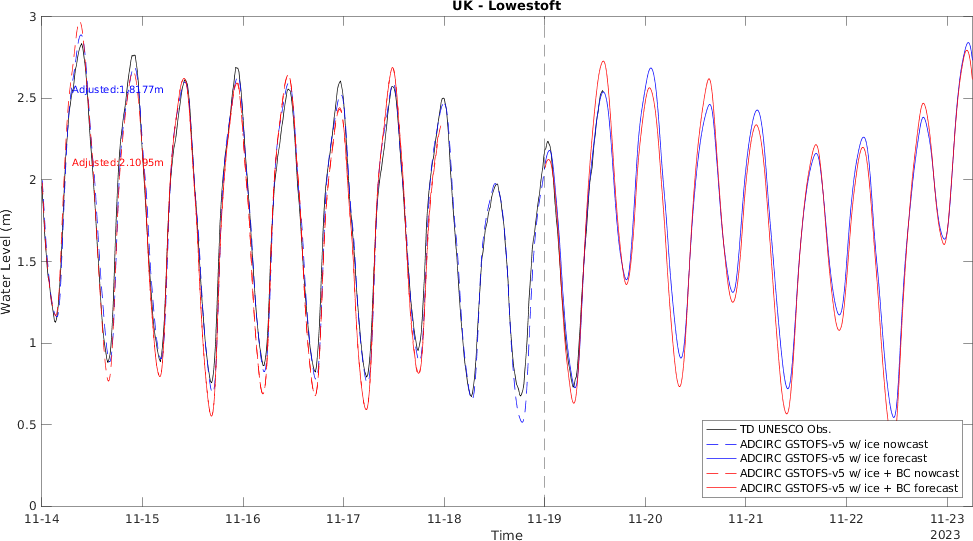 UK - Lowestoft
3
2.5
2
1.5
1
0.5
0
Water Level (m)
Adjusted:1.8177m
Adjusted:2.1095m
TD UNESCO Obs.
ADCIRC GSTOFS-v5 w/ ice nowcast
ADCIRC GSTOFS-v5 w/ ice forecast
ADCIRC GSTOFS-v5 w/ ice + BC nowcast
ADCIRC GSTOFS-v5 w/ ice + BC forecast
11-14 11-15 11-16 11-17 11-18 11-19 11-20 11-21 11-22 11-23
Time
2023